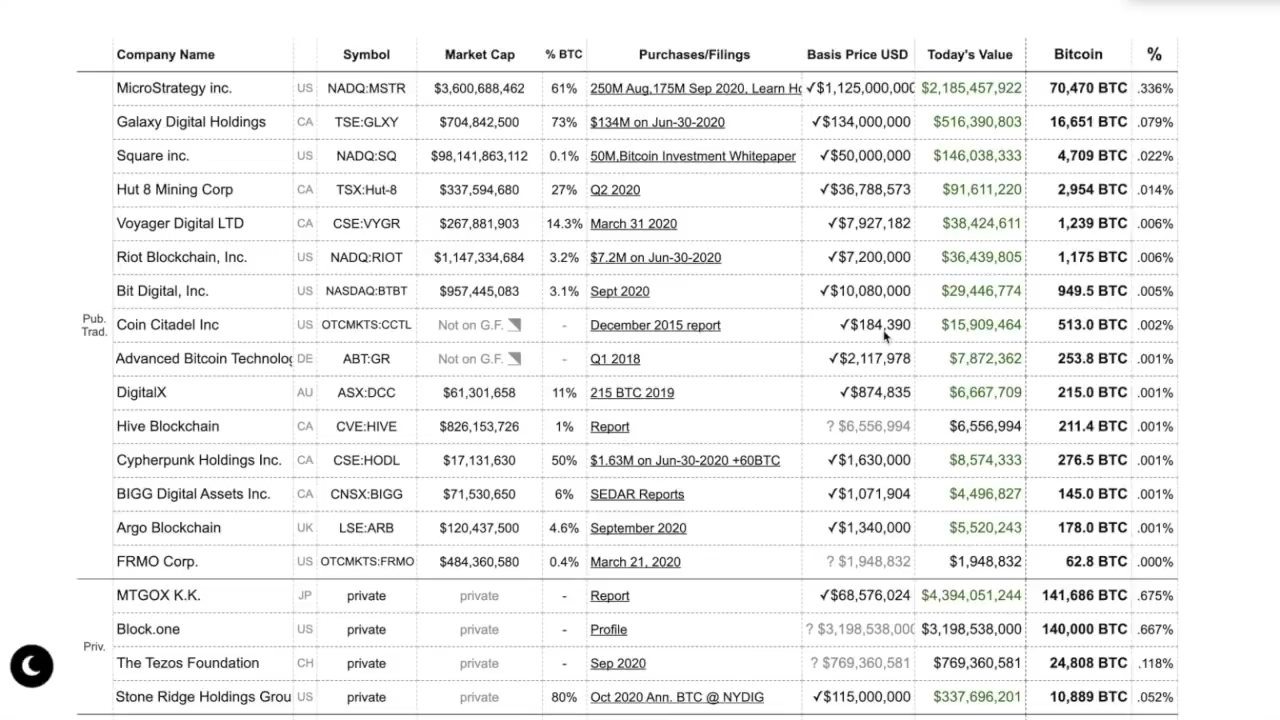 Company Name Symbol Market Cap % BTC Purchases/Filings Basis Price USD Today's Value Bitcoin %
MicroStrategy inc. US NADQ:MSTR $3,600,688,462 61% 250M Aug,175M Sep 2020, Learn Ho ✓$1,125,000,000 $2,185,457,922 70,470 BTC .336%
Galaxy Digital Holdings CA TSE:GLXY $704,842,500 73% $134M on Jun-30-2020 ✓$134,000,000 $516,390,803 16,651 BTC .079%
Square inc. US NADQ:SQ $98,141,863,112 0.1% 50M,Bitcoin Investment Whitepaper ✓$50,000,000 $146,038,333 4,709 BTC .022%
Hut 8 Mining Corp CA TSX:Hut-8 $337,594,680 27% Q2 2020 ✓$36,788,573 $91,611,220 2,954 BTC .014%
Voyager Digital LTD CA CSE:VYGR $267,881,903 14.3% March 31 2020 ✓$7,927,182 $38,424,611 1,239 BTC .006%
Riot Blockchain, Inc. US NADQ:RIOT $1,147,334,684 3.2% $7.2M on Jun-30-2020 ✓$7,200,000 $36,439,805 1,175 BTC .006%
Bit Digital, Inc. US NASDAQ:BTBT $957,445,083 3.1% Sept 2020 ✓$10,080,000 $29,446,774 949.5 BTC .005%
Pub. Trad.
Coin Citadel Inc US OTCMKTS:CCTL Not on G.F. - December 2015 report ✓$184,390 $15,909,464 513.0 BTC .002%
Advanced Bitcoin Technolog DE ABT:GR Not on G.F. - Q1 2018 ✓$2,117,978 $7,872,362 253.8 BTC .001%
DigitalX AU ASX:DCC $61,301,658 11% 215 BTC 2019 ✓$874,835 $6,667,709 215.0 BTC .001%
Hive Blockchain CA CVE:HIVE $826,153,726 1% Report ? $6,556,994 $6,556,994 211.4 BTC .001%
Cypherpunk Holdings Inc. CA CSE:HODL $17,131,630 50% $1.63M on Jun-30-2020 +60BTC ✓$1,630,000 $8,574,333 276.5 BTC .001%
BIGG Digital Assets Inc. CA CNSX:BIGG $71,530,650 6% SEDAR Reports ✓$1,071,904 $4,496,827 145.0 BTC .001%
Argo Blockchain UK LSE:ARB $120,437,500 4.6% September 2020 ✓$1,340,000 $5,520,243 178.0 BTC .001%
FRMO Corp. US OTCMKTS:FRMO $484,360,580 0.4% March 21, 2020 ? $1,948,832 $1,948,832 62.8 BTC .000%
MTGOX K.K. JP private private - Report ✓$68,576,024 $4,394,051,244 141,686 BTC .675%
Block.one US private private - Profile ? $3,198,538,000 $3,198,538,000 140,000 BTC .667%
Priv.
The Tezos Foundation CH private private - Sep 2020 ? $769,360,581 $769,360,581 24,808 BTC .118%
Stone Ridge Holdings Grou US private private 80% Oct 2020 Ann. BTC @ NYDIG ✓$115,000,000 $337,696,201 10,889 BTC .052%